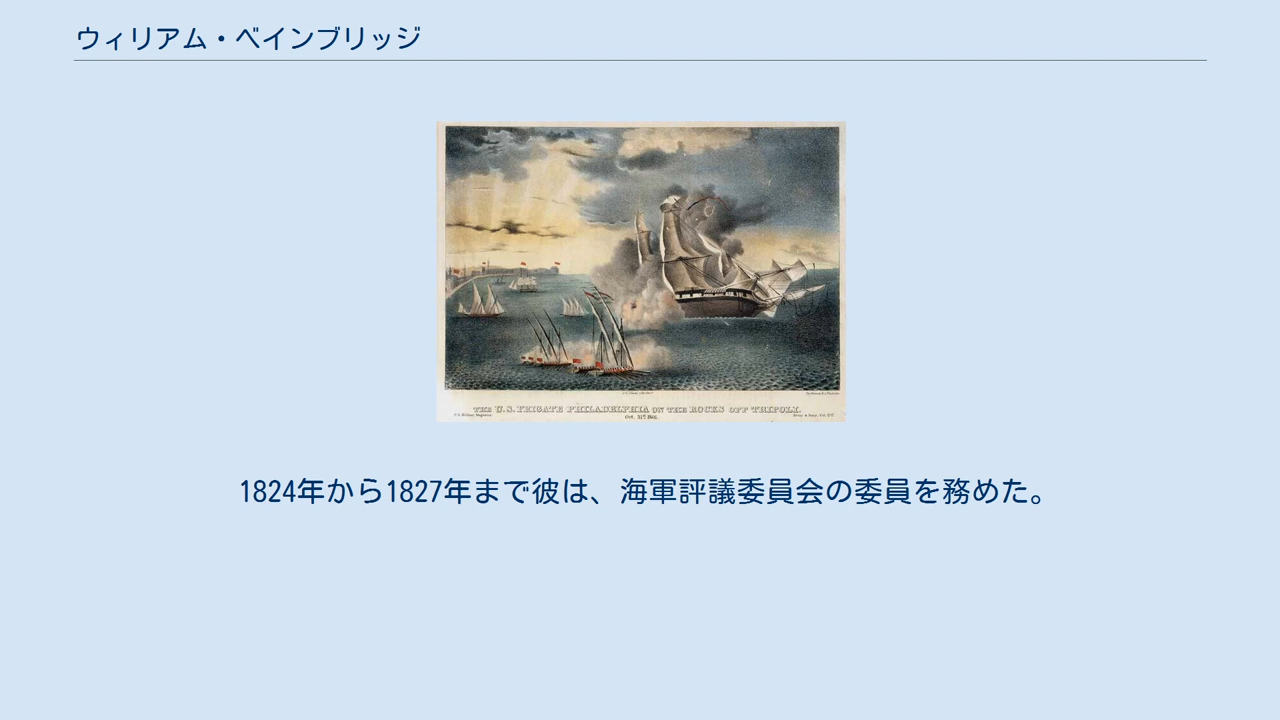 ウィリアム・ベインブリッジ
THE U.S. FRIGATE PHILADELPHIA ON THE ROCKS OFF TRIPOLY.
1824年から1827年まで彼は、海軍評議委員会の委員を務めた。